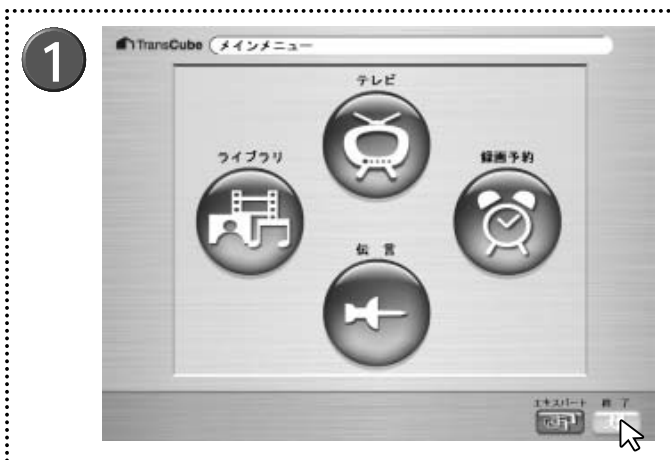 1
TransCube メインメニュー
テレビ
ライブラリ
録画予約
伝言
エキスパート 終了